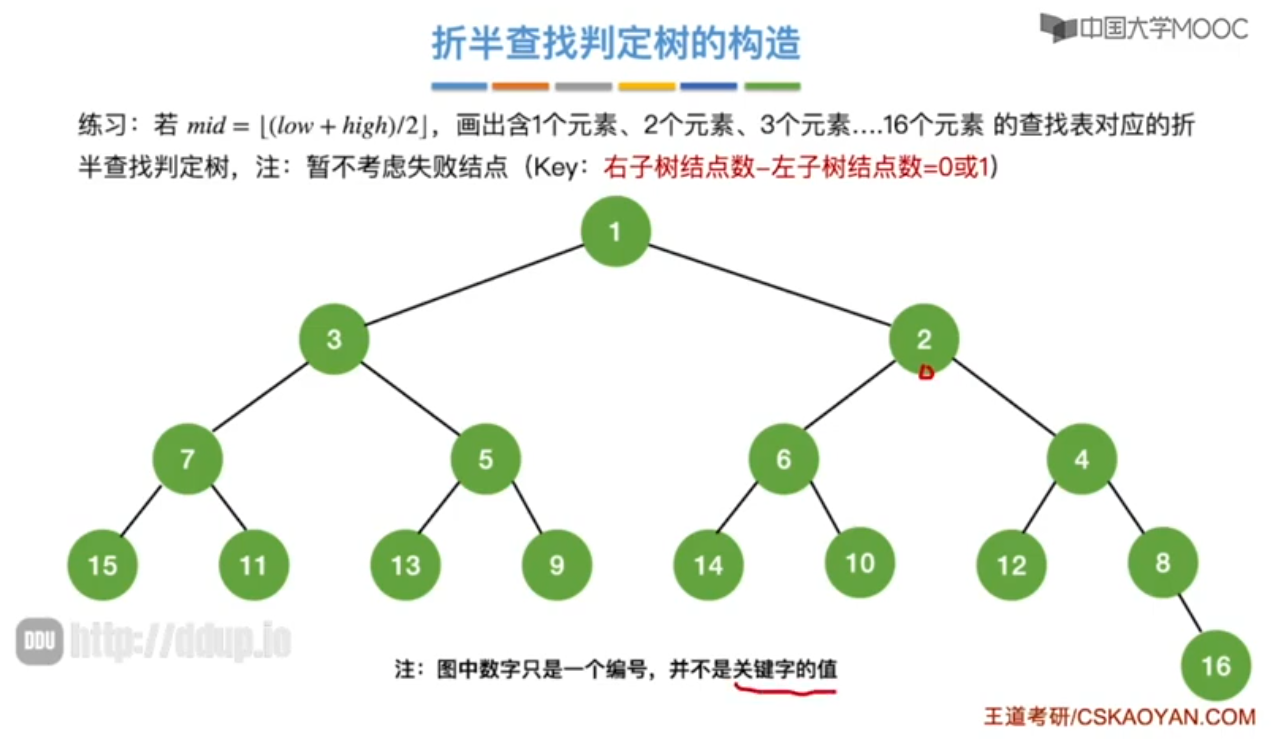 折半查找判定树的构造
中国大学MOOC
练习：若 mid = ⌊(low + high)/2⌋，画出含1个元素、2个元素、3个元素....16个元素 的查找表对应的折
半查找判定树，注：暂不考虑失败结点（Key：右子树结点数-左子树结点数=0或1）
1
3 2
7 5 6 4
15 11 13 9 14 10 12 8
DDU http://ddup.io
16
注：图中数字只是一个编号，并不是关键字的值
王道考研/CSKAOYAN.COM